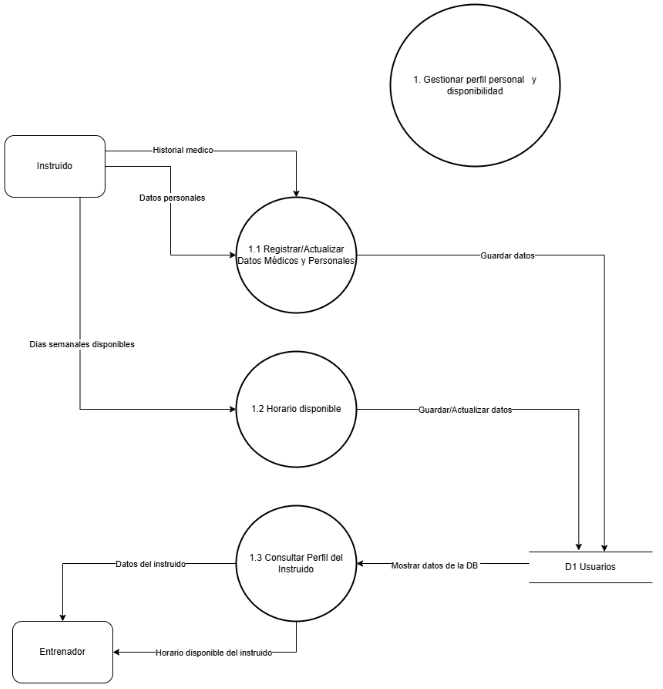 1. Gestionar perfil personal y
disponibilidad
Historial medico
Instruido
Datos personales
1.1 Registrar/Actualizar
Datos Médicos y Personales
Guardar datos
Dias semanales disponibles
1.2 Horario disponible
Guardar/Actualizar datos
1.3 Consultar Perfil del
Instruido
Datos del instruido
Mostrar datos de la DB
D1 Usuarios
Entrenador
Horario disponible del instruido